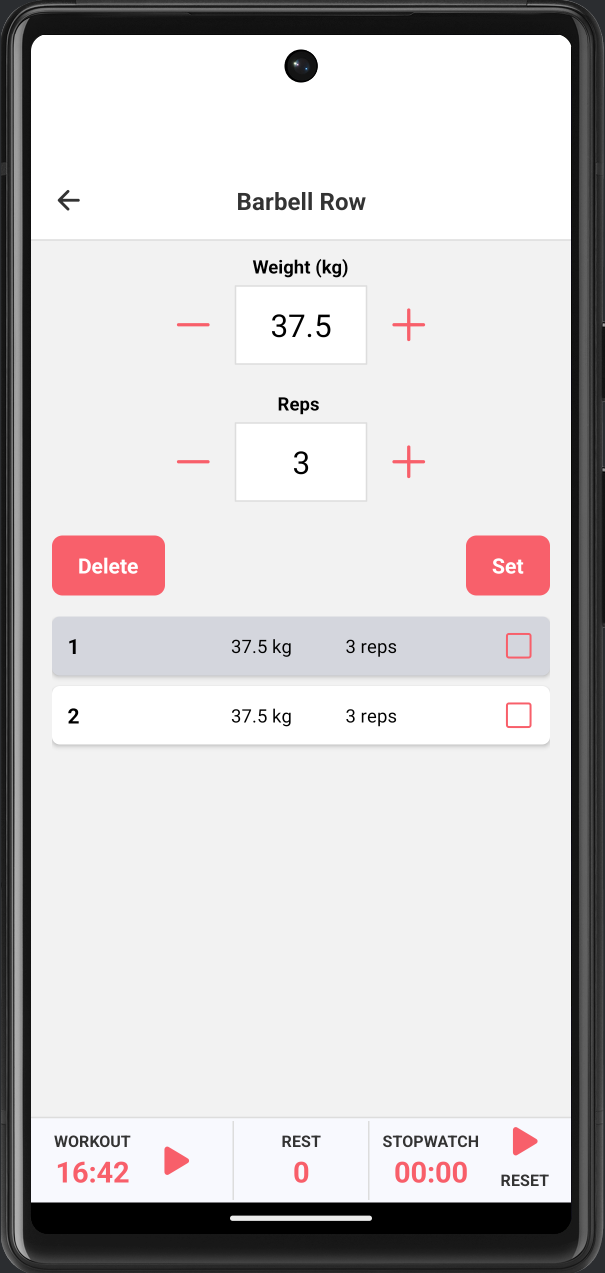 Barbell Row
Weight (kg)
37.5
Reps
3
Delete
Set
1 37.5 kg 3 reps
2 37.5 kg 3 reps
WORKOUT
16:42
REST
0
STOPWATCH
00:00
RESET